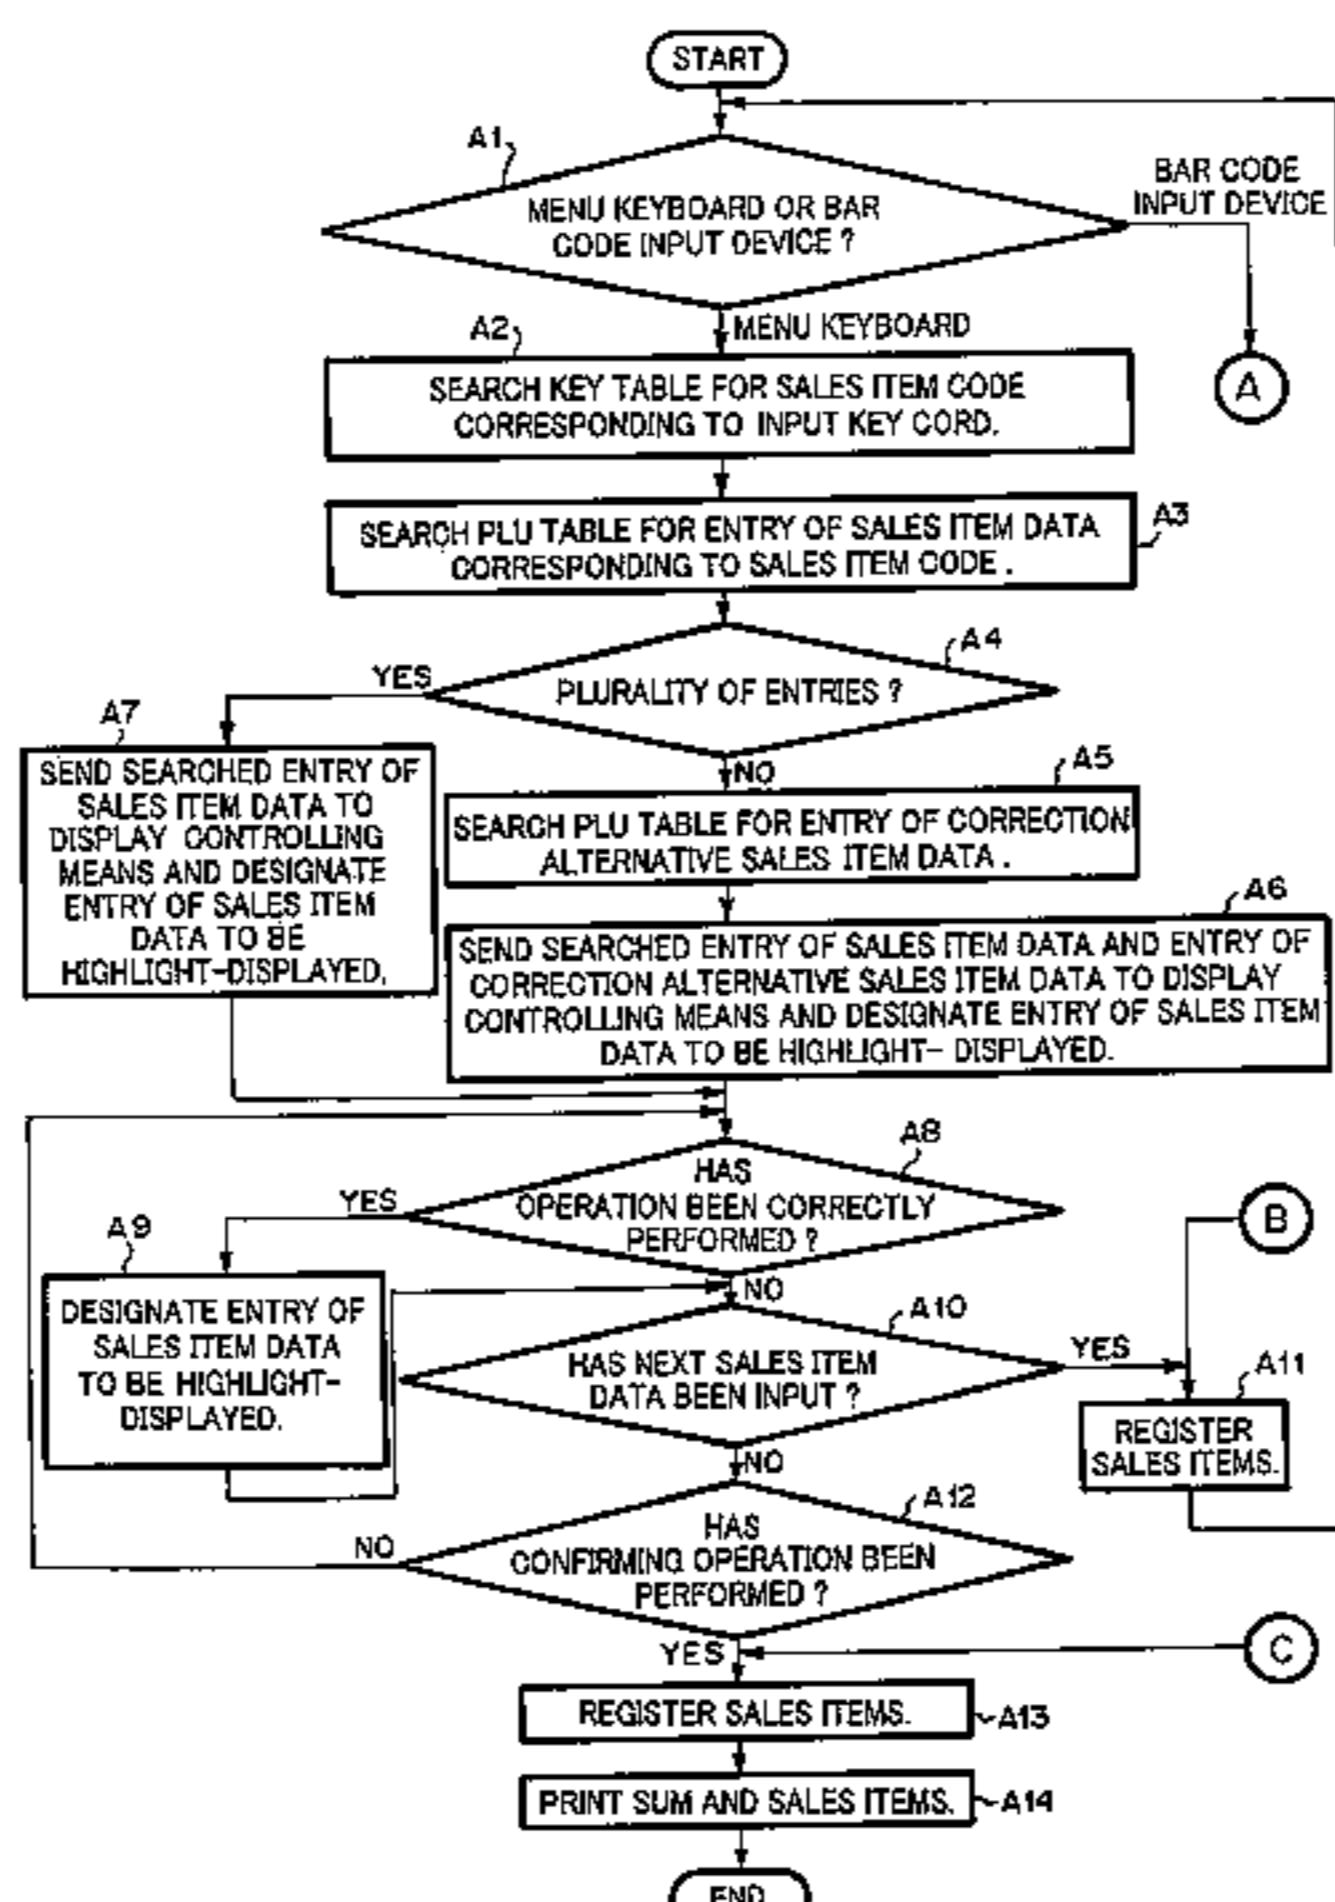 START
A1
MENU KEYBOARD OR BAR
CODE INPUT DEVICE ?
BAR CODE
INPUT DEVICE
A
MENU KEYBOARD
A2
SEARCH KEY TABLE FOR SALES ITEM CODE
CORRESPONDING TO INPUT KEY CORD.
A3
SEARCH PLU TABLE FOR ENTRY OF SALES ITEM DATA
CORRESPONDING TO SALES ITEM CODE .
A4
PLURALITY OF ENTRIES ?
YES
NO
A7
SEND SEARCHED ENTRY OF
SALES ITEM DATA TO
DISPLAY CONTROLLING
MEANS AND DESIGNATE
ENTRY OF SALES ITEM
DATA TO BE
HIGHLIGHT-DISPLAYED.
A5
SEARCH PLU TABLE FOR ENTRY OF CORRECTION
ALTERNATIVE SALES ITEM DATA .
A6
SEND SEARCHED ENTRY OF SALES ITEM DATA AND ENTRY OF
CORRECTION ALTERNATIVE SALES ITEM DATA TO DISPLAY
CONTROLLING MEANS AND DESIGNATE ENTRY OF SALES ITEM
DATA TO BE HIGHLIGHT- DISPLAYED.
A8
HAS
OPERATION BEEN CORRECTLY
PERFORMED ?
YES
NO
B
A9
DESIGNATE ENTRY OF
SALES ITEM DATA
TO BE HIGHLIGHT-
DISPLAYED.
A10
HAS NEXT SALES ITEM
DATA BEEN INPUT ?
YES
NO
A11
REGISTER
SALES ITEMS.
A12
HAS
CONFIRMING OPERATION BEEN
PERFORMED ?
NO
YES
C
REGISTER SALES ITEMS.
A13
PRINT SUM AND SALES ITEMS.
A14
END